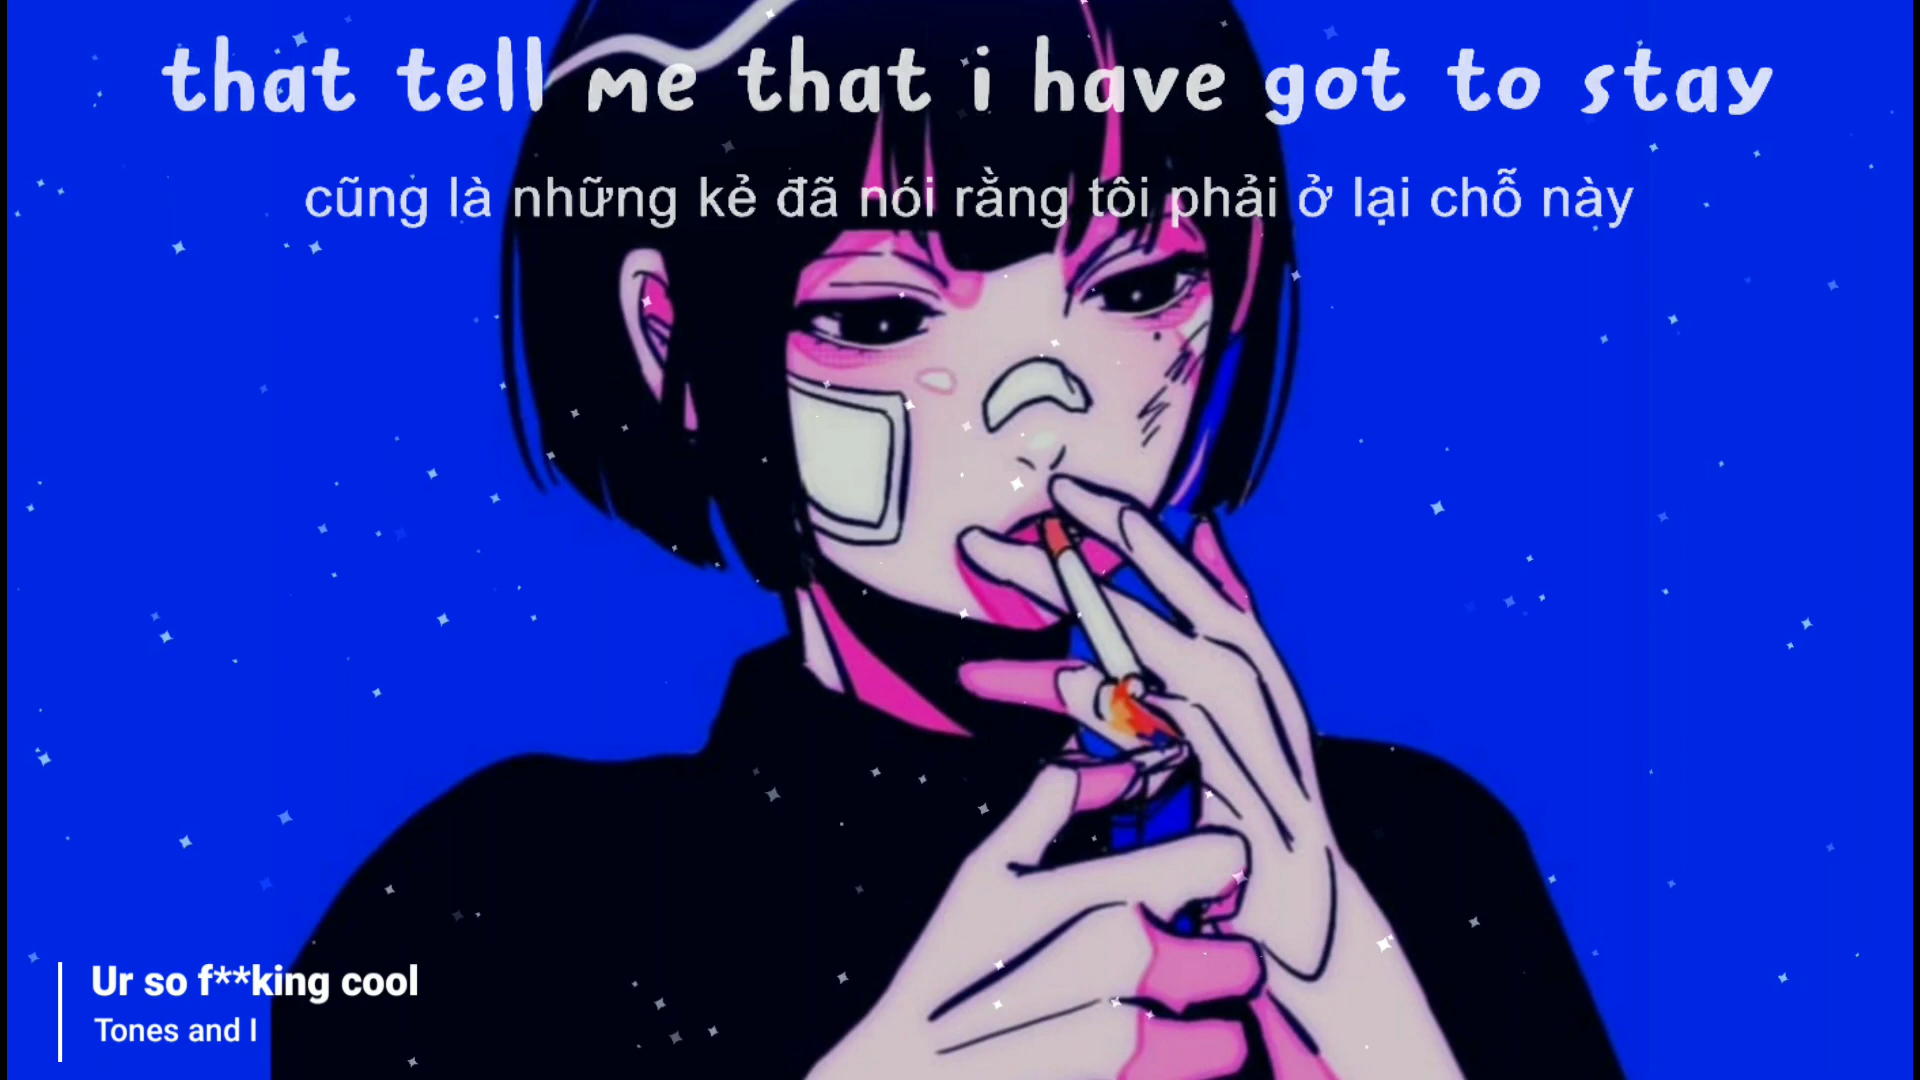 that tell me that i have got to stay
cũng là những kẻ đã nói rằng tôi phải ở lại chỗ này
Ur so f**king cool
Tones and I